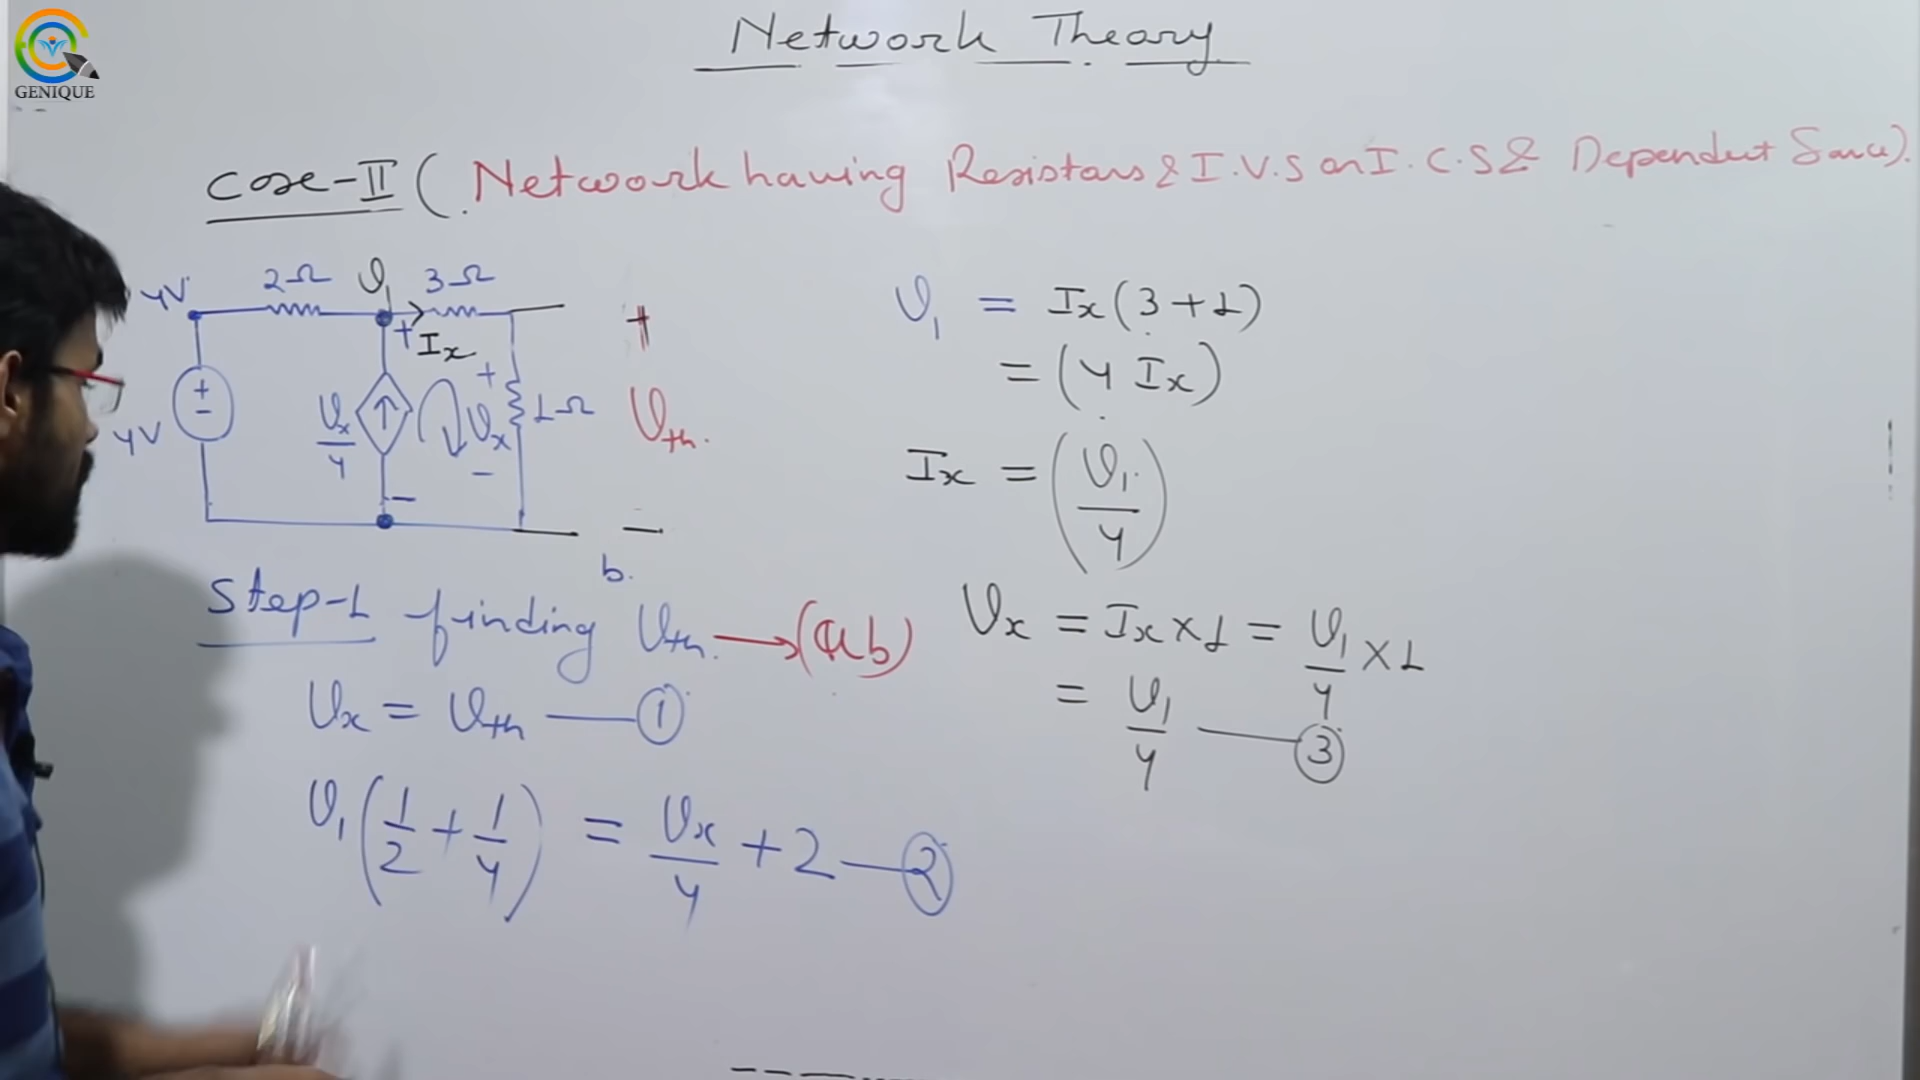 GENIQUE
Network Theory
Case-II (Network having Resistors & I.V.S or I.C.S & Dependent Source).
4V
2Ω
V1
3Ω
+
Ix
+
+
-
4V
Vx/4
Vx
1Ω
Vth.
-
-
-
b.
Step-1 finding Vth. → (ab)
Vx = Vth — ①
V1(1/2 + 1/4) = Vx/4 + 2 — ②
V1 = Ix(3+1)
= (4 Ix)
Ix = (V1/4)
Vx = Ix×1 = V1/4 ×1
= V1/4 — ③